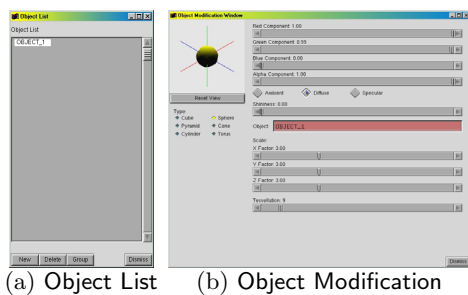 Object List
Object List
OBJECT_1
New Delete Group Dismiss
(a) Object List
Object Modification Window
Reset View
Type
Cube Sphere
Pyramid Cone
Cylinder Torus
Red Component: 1.00
Green Component: 0.99
Blue Component: 0.00
Alpha Component: 1.00
Ambient Diffuse Specular
Shininess: 0.00
Object: OBJECT_1
Scale:
X Factor: 3.00
Y Factor: 3.00
Z Factor: 3.00
Tessellation: 9
Dismiss
(b) Object Modification